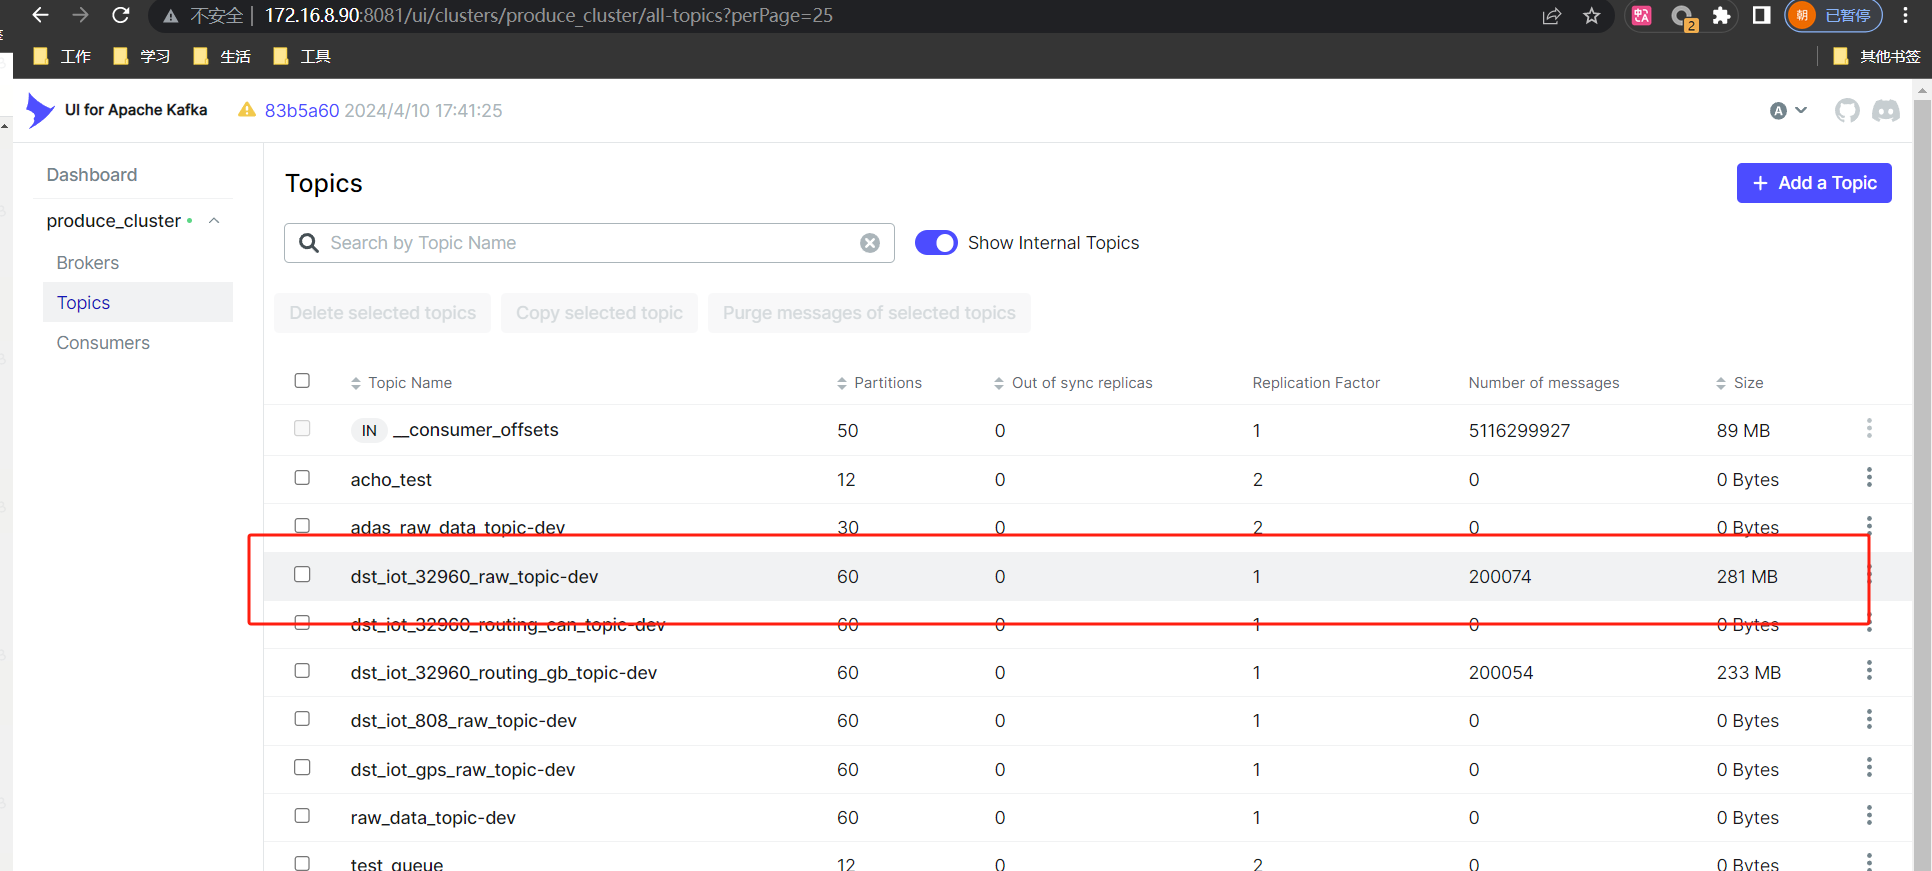 不安全 172.16.8.90:8081/ui/clusters/produce_cluster/all-topics?perPage=25 2 朝 已暂停
工作 学习 生活 工具 其他书签
UI for Apache Kafka 83b5a60 2024/4/10 17:41:25 A
Dashboard
produce_cluster
Brokers
Topics
Consumers
Topics
+ Add a Topic
Search by Topic Name Show Internal Topics
Delete selected topics Copy selected topic Purge messages of selected topics
Topic Name Partitions Out of sync replicas Replication Factor Number of messages Size
IN __consumer_offsets 50 0 1 5116299927 89 MB
acho_test 12 0 2 0 0 Bytes
adas_raw_data_topic-dev 30 0 2 0 0 Bytes
dst_iot_32960_raw_topic-dev 60 0 1 200074 281 MB
dst_iot_32960_routing_can_topic-dev 60 0 1 0 0 Bytes
dst_iot_32960_routing_gb_topic-dev 60 0 1 200054 233 MB
dst_iot_808_raw_topic-dev 60 0 1 0 0 Bytes
dst_iot_gps_raw_topic-dev 60 0 1 0 0 Bytes
raw_data_topic-dev 60 0 1 0 0 Bytes
test_queue 12 0 2 0 0 Bytes